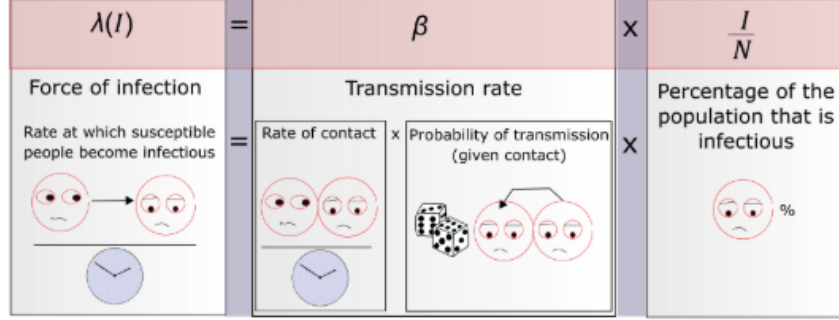 λ(I) = β x I/N
Force of infection
Transmission rate
Percentage of the
population that is
infectious
Rate at which susceptible
people become infectious
=
Rate of contact
x
Probability of transmission
(given contact)
x
%